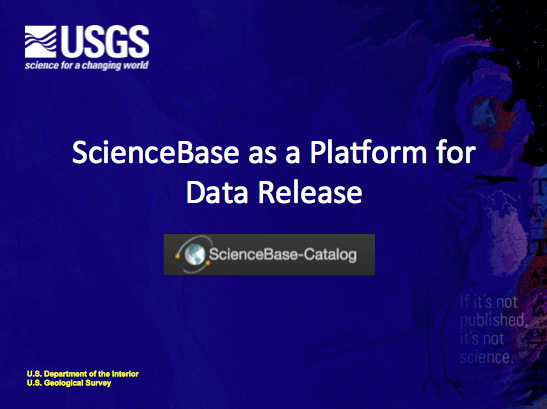 USGS
science for a changing world
ScienceBase as a Platform for
Data Release
ScienceBase-Catalog
If it's not
published,
it's not
science.
U.S. Department of the Interior
U.S. Geological Survey